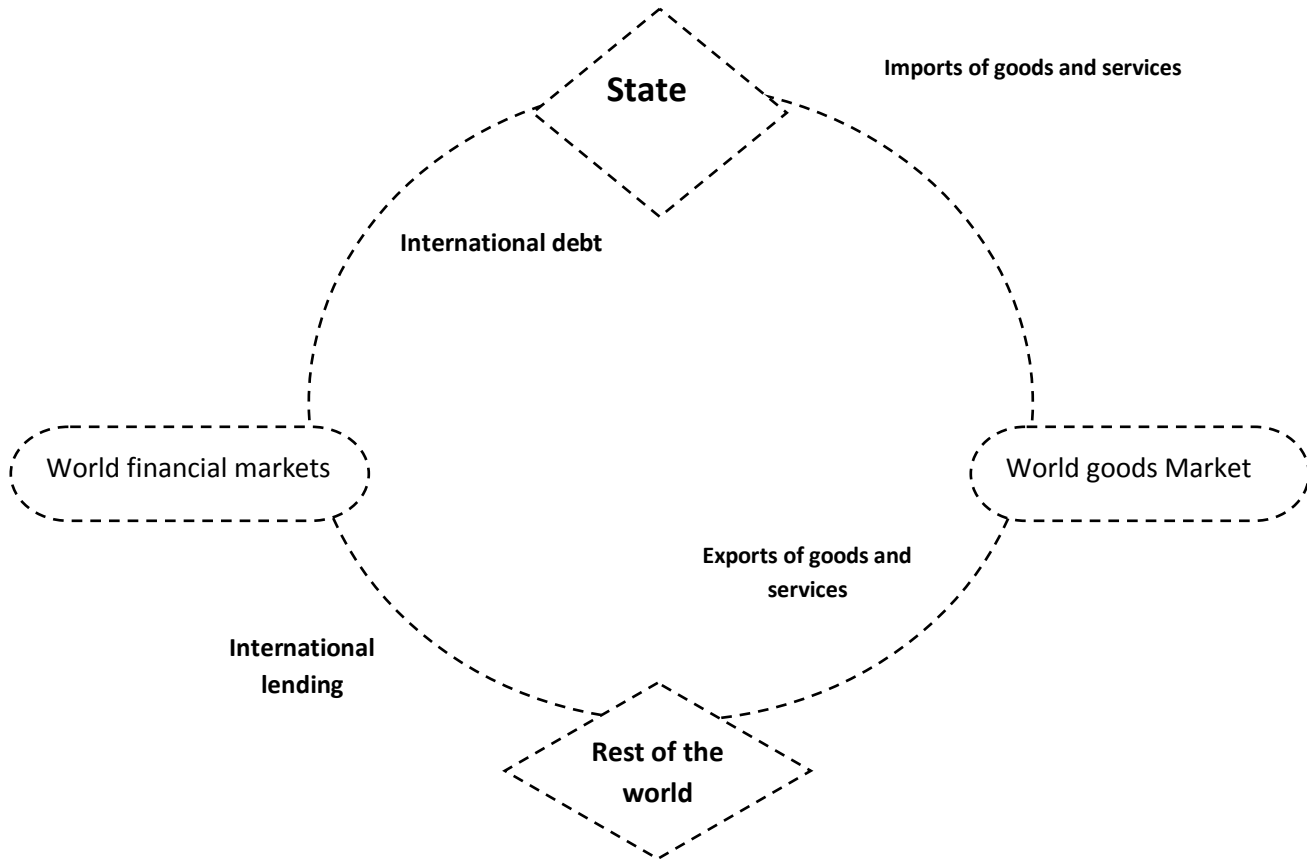 Imports of goods and services
State
International debt
World financial markets
World goods Market
Exports of goods and
services
International
lending
Rest of the
world